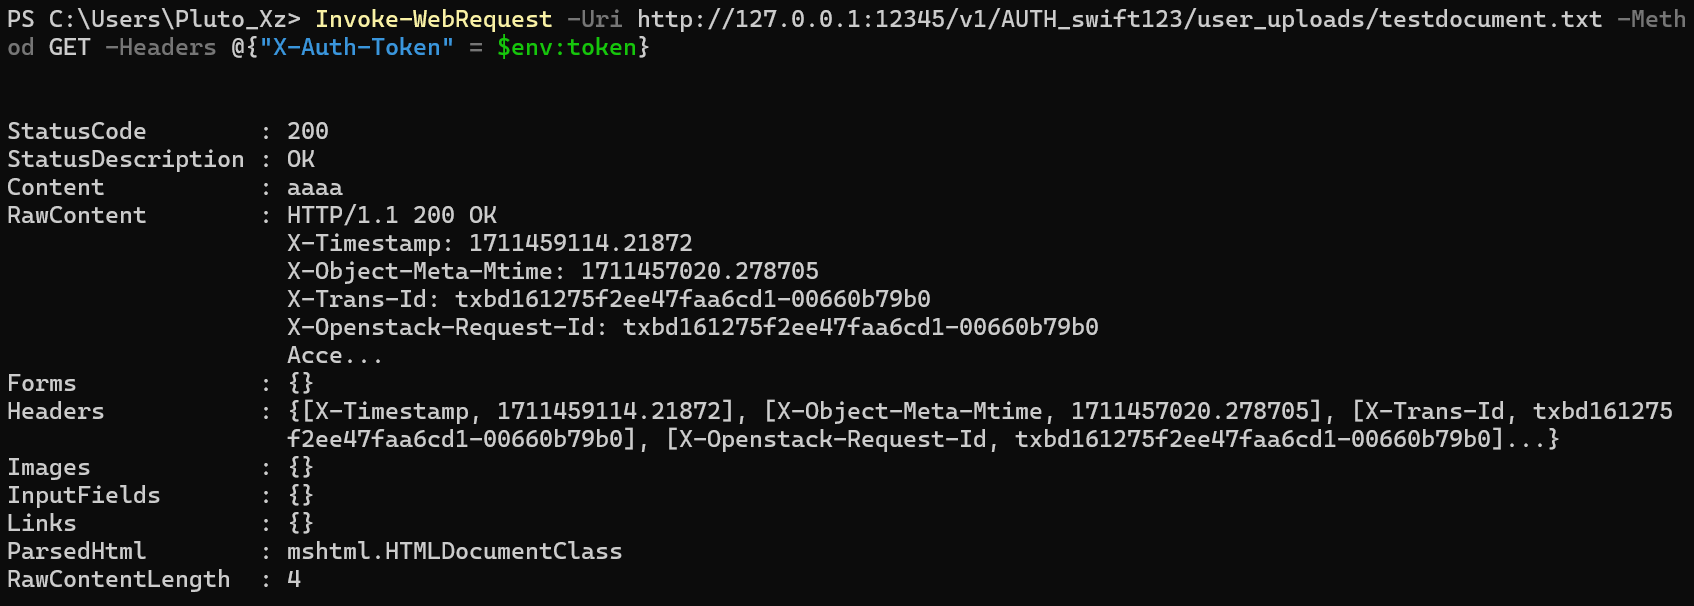 PS C:\Users\Pluto_Xz> Invoke-WebRequest -Uri http://127.0.0.1:12345/v1/AUTH_swift123/user_uploads/testdocument.txt -Meth
od GET -Headers @{"X-Auth-Token" = $env:token}
StatusCode        : 200
StatusDescription : OK
Content           : aaaa
RawContent        : HTTP/1.1 200 OK
                    X-Timestamp: 1711459114.21872
                    X-Object-Meta-Mtime: 1711457020.278705
                    X-Trans-Id: txbd161275f2ee47faa6cd1-00660b79b0
                    X-Openstack-Request-Id: txbd161275f2ee47faa6cd1-00660b79b0
                    Acce...
Forms             : {}
Headers           : {[X-Timestamp, 1711459114.21872], [X-Object-Meta-Mtime, 1711457020.278705], [X-Trans-Id, txbd161275
                    f2ee47faa6cd1-00660b79b0], [X-Openstack-Request-Id, txbd161275f2ee47faa6cd1-00660b79b0]...}
Images            : {}
InputFields       : {}
Links             : {}
ParsedHtml        : mshtml.HTMLDocumentClass
RawContentLength  : 4